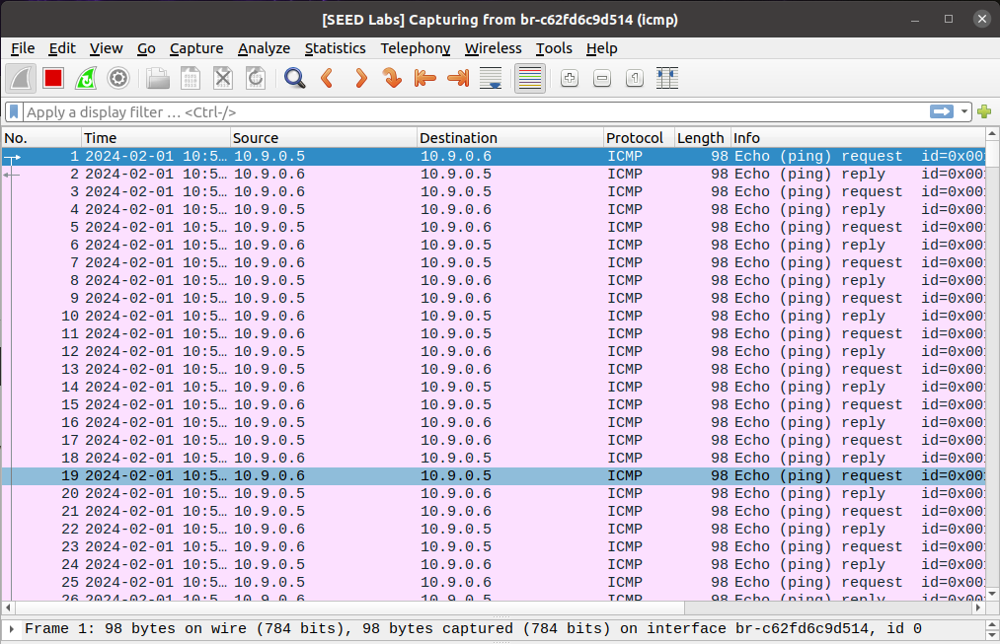 [SEED Labs] Capturing from br-c62fd6c9d514 (icmp)
File Edit View Go Capture Analyze Statistics Telephony Wireless Tools Help
Apply a display filter … <Ctrl-/>
No. Time Source Destination Protocol Length Info
1 2024-02-01 10:5… 10.9.0.5 10.9.0.6 ICMP 98 Echo (ping) request id=0x00
2 2024-02-01 10:5… 10.9.0.6 10.9.0.5 ICMP 98 Echo (ping) reply id=0x00
3 2024-02-01 10:5… 10.9.0.6 10.9.0.5 ICMP 98 Echo (ping) request id=0x00
4 2024-02-01 10:5… 10.9.0.5 10.9.0.6 ICMP 98 Echo (ping) reply id=0x00
5 2024-02-01 10:5… 10.9.0.5 10.9.0.6 ICMP 98 Echo (ping) request id=0x00
6 2024-02-01 10:5… 10.9.0.6 10.9.0.5 ICMP 98 Echo (ping) reply id=0x00
7 2024-02-01 10:5… 10.9.0.6 10.9.0.5 ICMP 98 Echo (ping) request id=0x00
8 2024-02-01 10:5… 10.9.0.5 10.9.0.6 ICMP 98 Echo (ping) reply id=0x00
9 2024-02-01 10:5… 10.9.0.5 10.9.0.6 ICMP 98 Echo (ping) request id=0x00
10 2024-02-01 10:5… 10.9.0.6 10.9.0.5 ICMP 98 Echo (ping) reply id=0x00
11 2024-02-01 10:5… 10.9.0.6 10.9.0.5 ICMP 98 Echo (ping) request id=0x00
12 2024-02-01 10:5… 10.9.0.5 10.9.0.6 ICMP 98 Echo (ping) reply id=0x00
13 2024-02-01 10:5… 10.9.0.5 10.9.0.6 ICMP 98 Echo (ping) request id=0x00
14 2024-02-01 10:5… 10.9.0.6 10.9.0.5 ICMP 98 Echo (ping) reply id=0x00
15 2024-02-01 10:5… 10.9.0.6 10.9.0.5 ICMP 98 Echo (ping) request id=0x00
16 2024-02-01 10:5… 10.9.0.5 10.9.0.6 ICMP 98 Echo (ping) reply id=0x00
17 2024-02-01 10:5… 10.9.0.5 10.9.0.6 ICMP 98 Echo (ping) request id=0x00
18 2024-02-01 10:5… 10.9.0.6 10.9.0.5 ICMP 98 Echo (ping) reply id=0x00
19 2024-02-01 10:5… 10.9.0.6 10.9.0.5 ICMP 98 Echo (ping) request id=0x00
20 2024-02-01 10:5… 10.9.0.5 10.9.0.6 ICMP 98 Echo (ping) reply id=0x00
21 2024-02-01 10:5… 10.9.0.5 10.9.0.6 ICMP 98 Echo (ping) request id=0x00
22 2024-02-01 10:5… 10.9.0.6 10.9.0.5 ICMP 98 Echo (ping) reply id=0x00
23 2024-02-01 10:5… 10.9.0.6 10.9.0.5 ICMP 98 Echo (ping) request id=0x00
24 2024-02-01 10:5… 10.9.0.5 10.9.0.6 ICMP 98 Echo (ping) reply id=0x00
25 2024-02-01 10:5… 10.9.0.5 10.9.0.6 ICMP 98 Echo (ping) request id=0x00
26 2024-02-01 10:5… 10.9.0.6 10.9.0.5 ICMP 98 Echo (ping) reply id=0x00
Frame 1: 98 bytes on wire (784 bits), 98 bytes captured (784 bits) on interface br-c62fd6c9d514, id 0